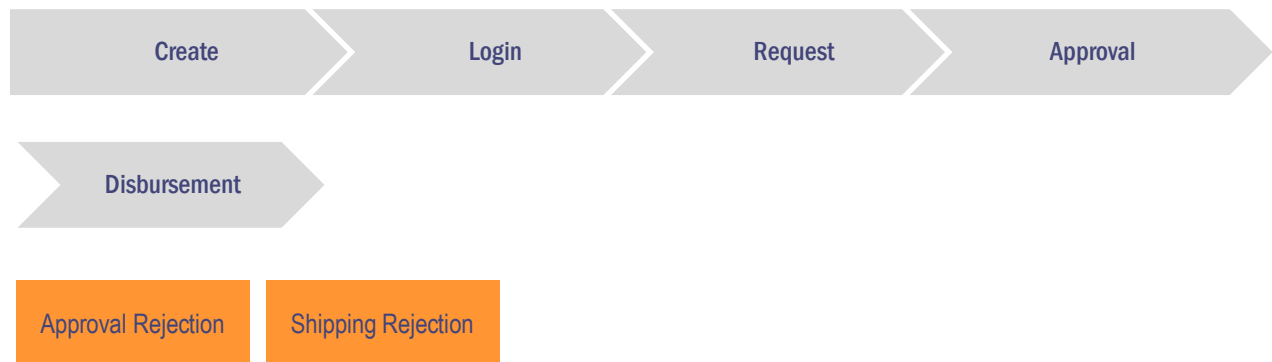 Create Login Request Approval
Disbursement
Approval Rejection Shipping Rejection